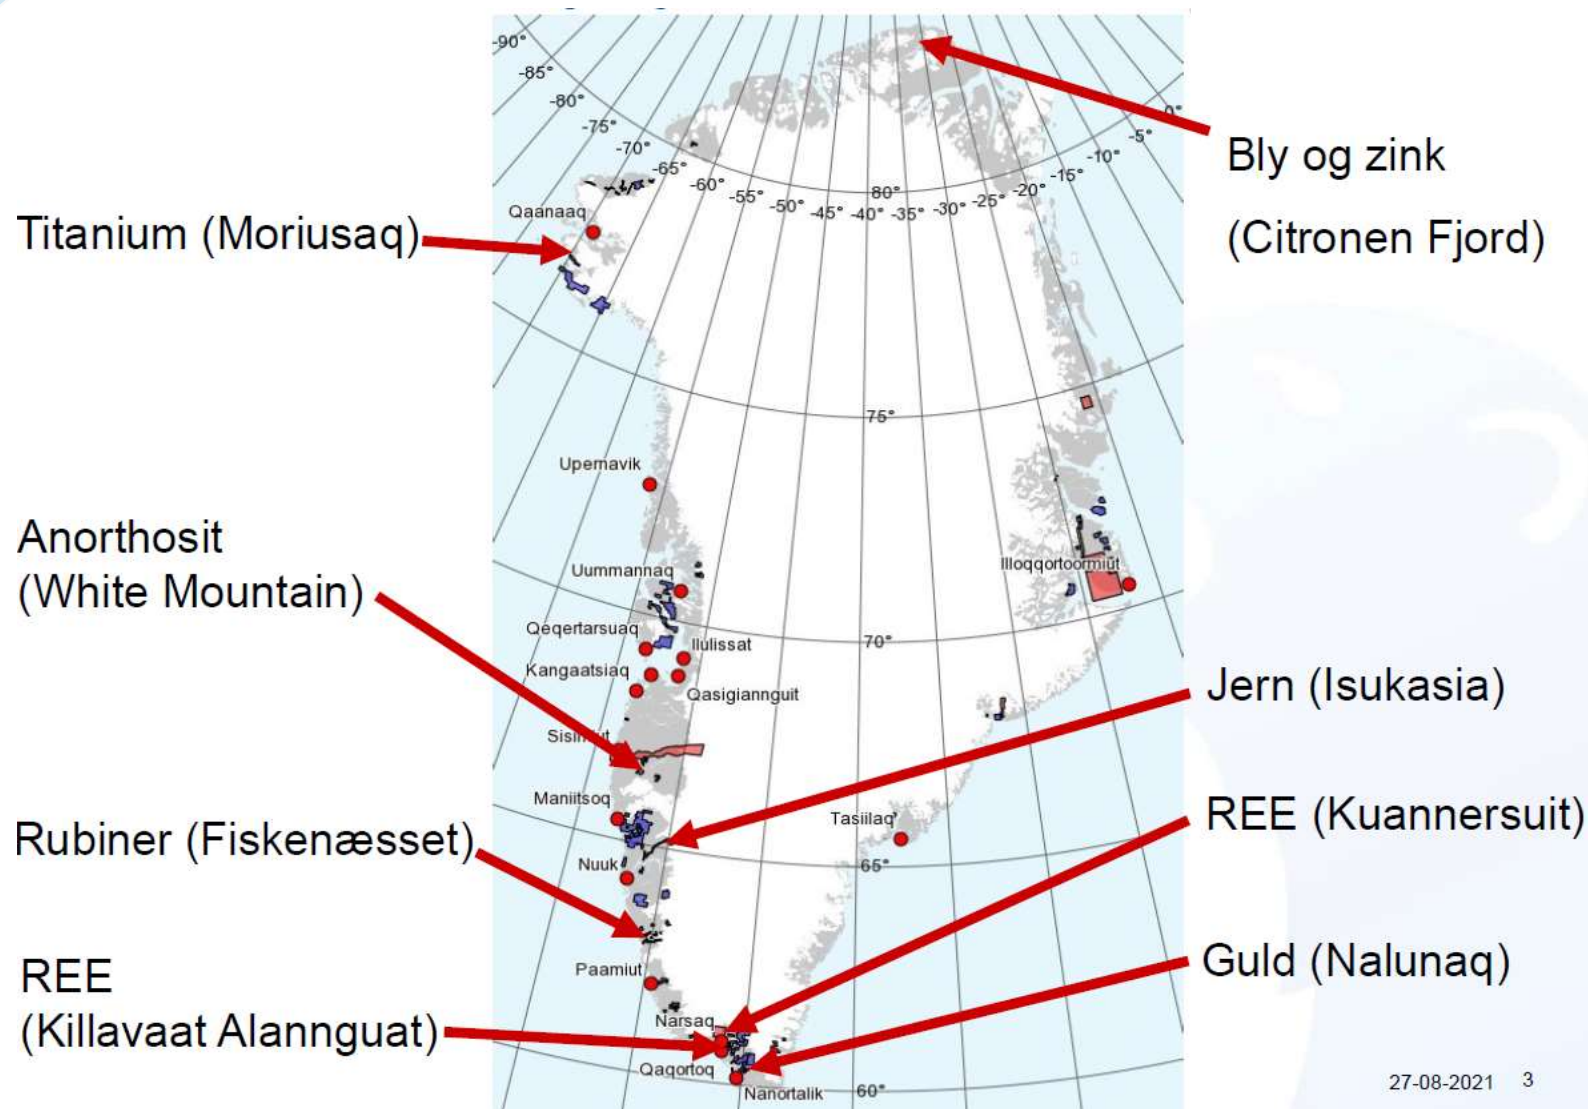 -90°
-85°
-80°
-75°
-70°
-65°
-60°
-55°
-50°
-45°
-40°
-35°
-30°
-25°
-20°
-15°
-10°
-5°
0°
80°
75°
70°
65°
60°
Bly og zink
(Citronen Fjord)
Titanium (Moriusaq)
Qaanaaq
Upernavik
Anorthosit
(White Mountain)
Uummannaq
Illoqqortoormiut
Qeqertarsuaq
Ilulissat
Kangaatsiaq
Qasigiannguit
Jern (Isukasia)
Sisimiut
Maniitsoq
Tasiilaq
REE (Kuannersuit)
Rubiner (Fiskenæsset)
Nuuk
Paamiut
Guld (Nalunaq)
REE
(Killavaat Alannguat)
Narsaq
Qaqortoq
Nanortalik
27-08-2021 3